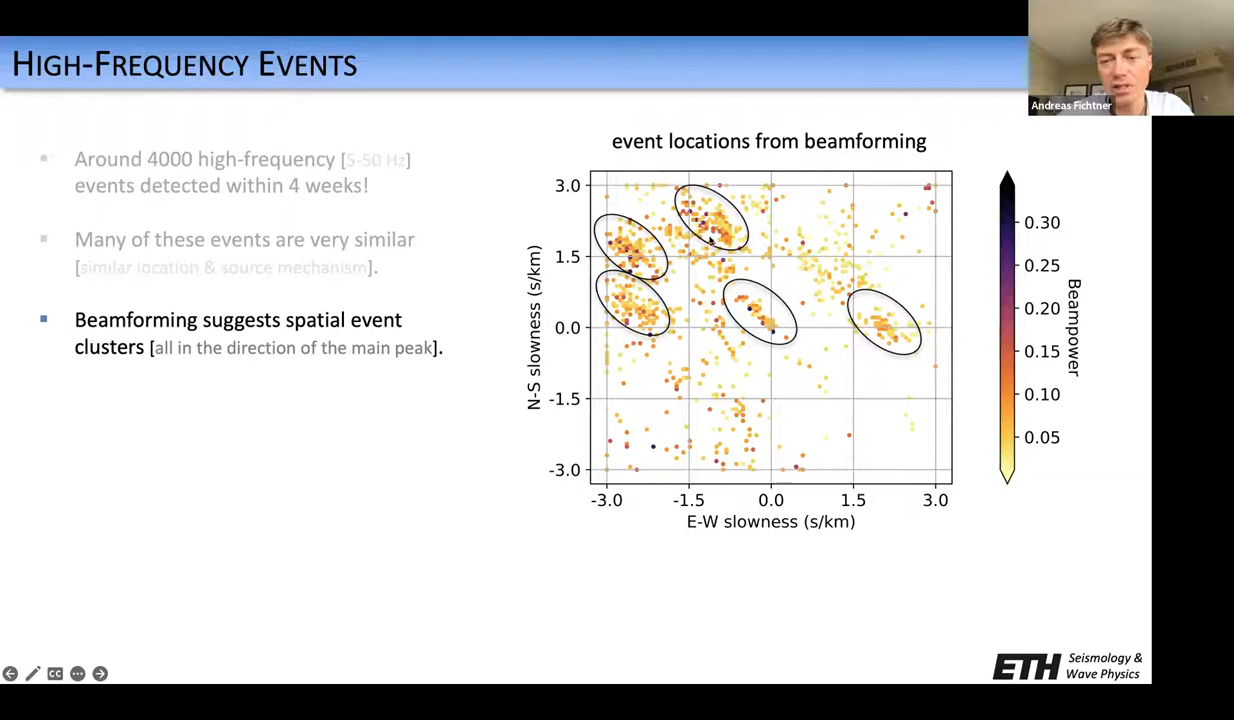 HIGH-FREQUENCY EVENTS
Andreas Fichtner
Around 4000 high-frequency [5-50 Hz]
events detected within 4 weeks!
Many of these events are very similar
[similar location & source mechanism].
Beamforming suggests spatial event
clusters [all in the direction of the main peak].
event locations from beamforming
N-S slowness (s/km)
3.0
1.5
0.0
-1.5
-3.0
-3.0 -1.5 0.0 1.5 3.0
E-W slowness (s/km)
0.30
0.25
0.20
0.15
0.10
0.05
Beampower
CC
ETH Seismology &
Wave Physics